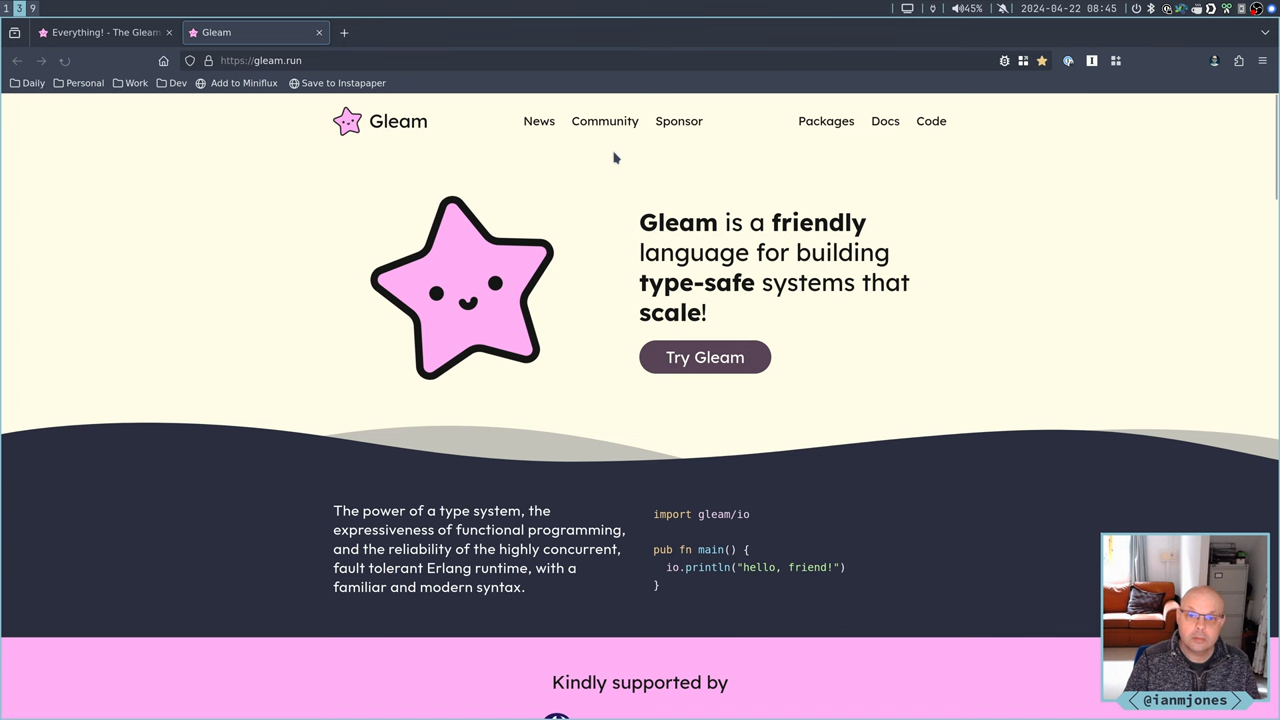 1 3 9
45%
2024-04-22 08:45
Everything! - The Gleam
Gleam
https://gleam.run
Daily
Personal
Work
Dev
Add to Miniflux
Save to Instapaper
Gleam
News
Community
Sponsor
Packages
Docs
Code
Gleam is a friendly
language for building
type-safe systems that
scale!
Try Gleam
The power of a type system, the
expressiveness of functional programming,
and the reliability of the highly concurrent,
fault tolerant Erlang runtime, with a
familiar and modern syntax.
import gleam/io
pub fn main() {
io.println("hello, friend!")
}
Kindly supported by
@ianmjones